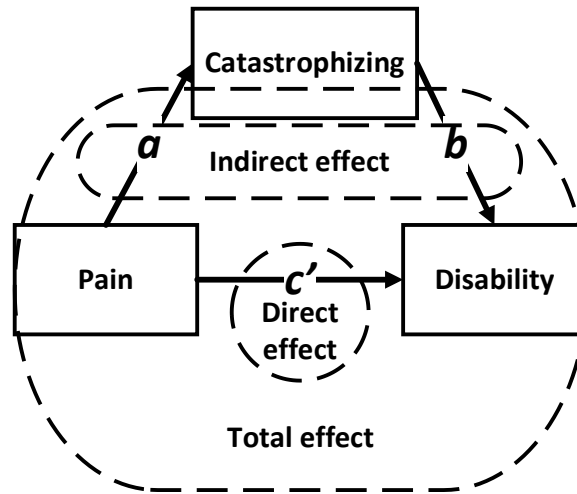 Catastrophizing
a
b
Indirect effect
Pain
c’
Disability
Direct
effect
Total effect